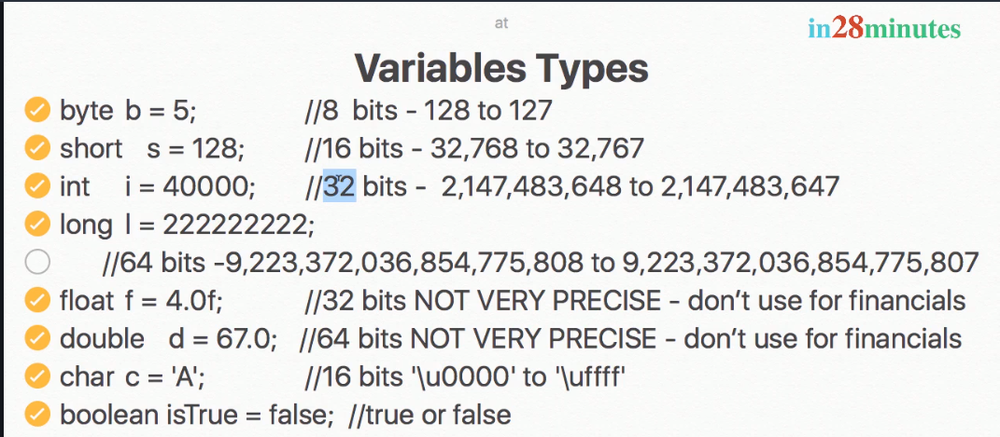 at
in28minutes
Variables Types
byte b = 5; //8 bits - 128 to 127
short s = 128; //16 bits - 32,768 to 32,767
int i = 40000; //32 bits - 2,147,483,648 to 2,147,483,647
long l = 222222222;
//64 bits -9,223,372,036,854,775,808 to 9,223,372,036,854,775,807
float f = 4.0f; //32 bits NOT VERY PRECISE - don’t use for financials
double d = 67.0; //64 bits NOT VERY PRECISE - don’t use for financials
char c = 'A'; //16 bits '\u0000' to '\uffff'
boolean isTrue = false; //true or false